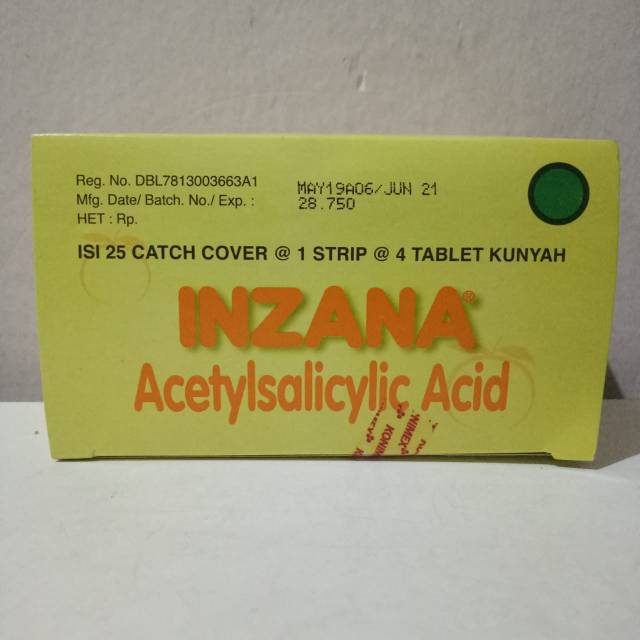 Reg. No. DBL7813003663A1
Mfg. Date/ Batch. No./ Exp. : MAY19A06/JUN 21
HET : Rp. 28.750
ISI 25 CATCH COVER @ 1 STRIP @ 4 TABLET KUNYAH
INZANA®
Acetylsalicylic Acid